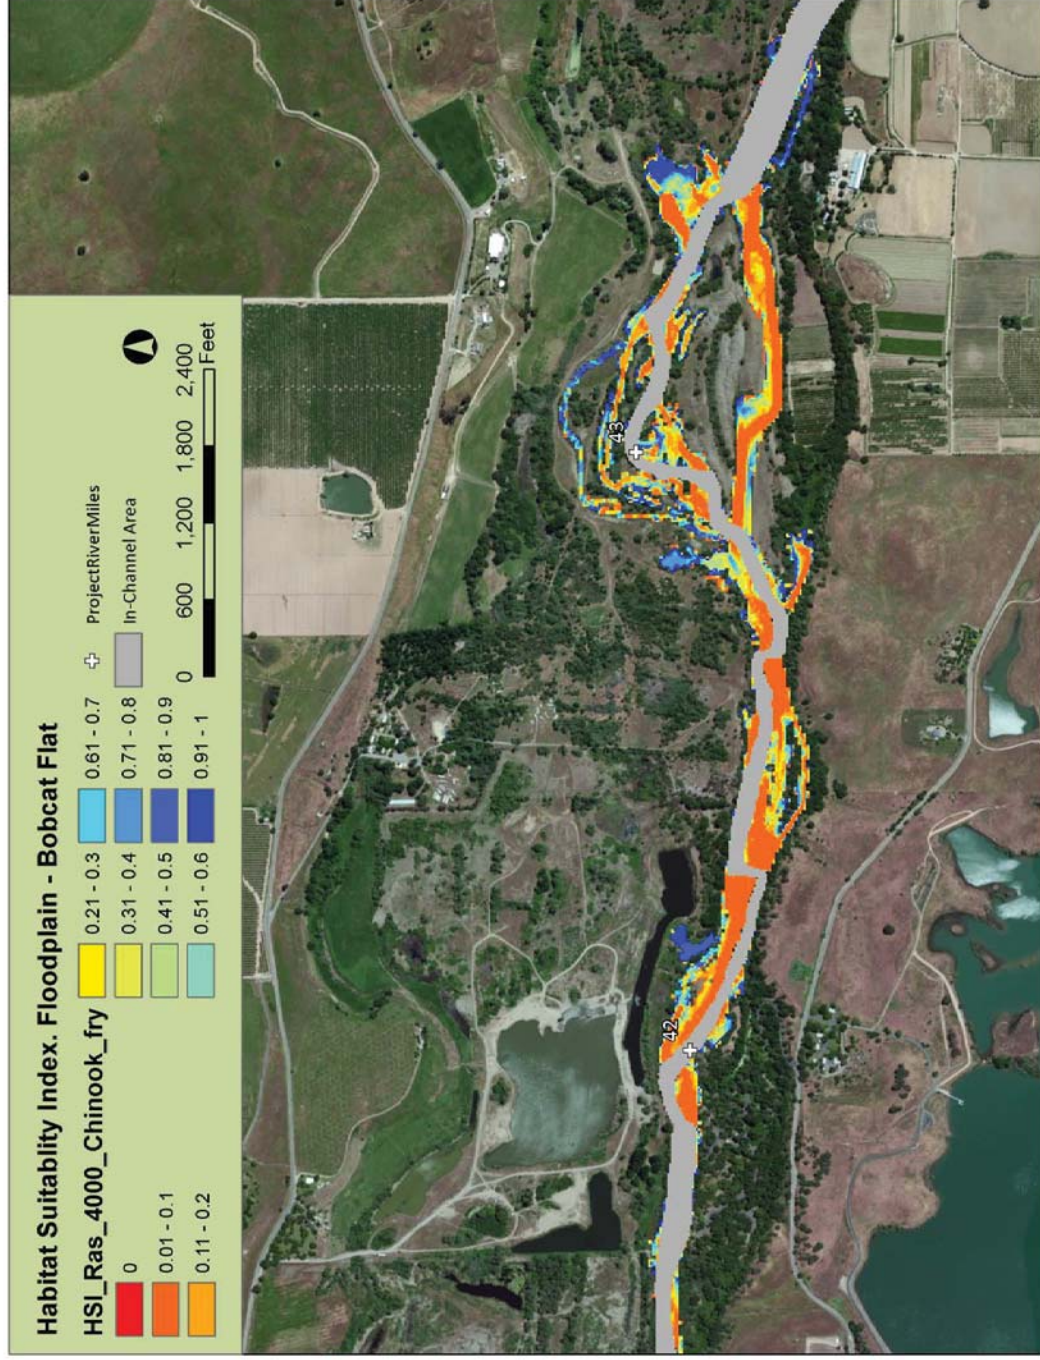 Habitat Suitablity Index. Floodplain - Bobcat Flat
HSI_Ras_4000_Chinook_fry
0
0.01 - 0.1
0.11 - 0.2
0.21 - 0.3
0.31 - 0.4
0.41 - 0.5
0.51 - 0.6
0.61 - 0.7
0.71 - 0.8
0.81 - 0.9
0.91 - 1
ProjectRiverMiles
In-Channel Area
0 600 1,200 1,800 2,400
Feet
42
43